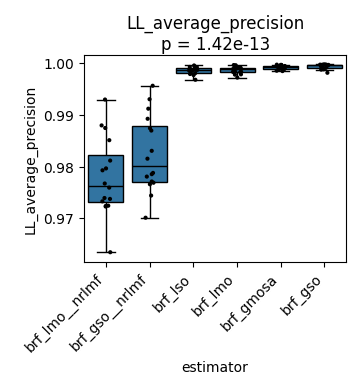 LL_average_precision
p = 1.42e-13
LL_average_precision
1.00
0.99
0.98
0.97
brf_lmo__nrlmf
brf_gso__nrlmf
brf_lso
brf_lmo
brf_gmosa
brf_gso
estimator